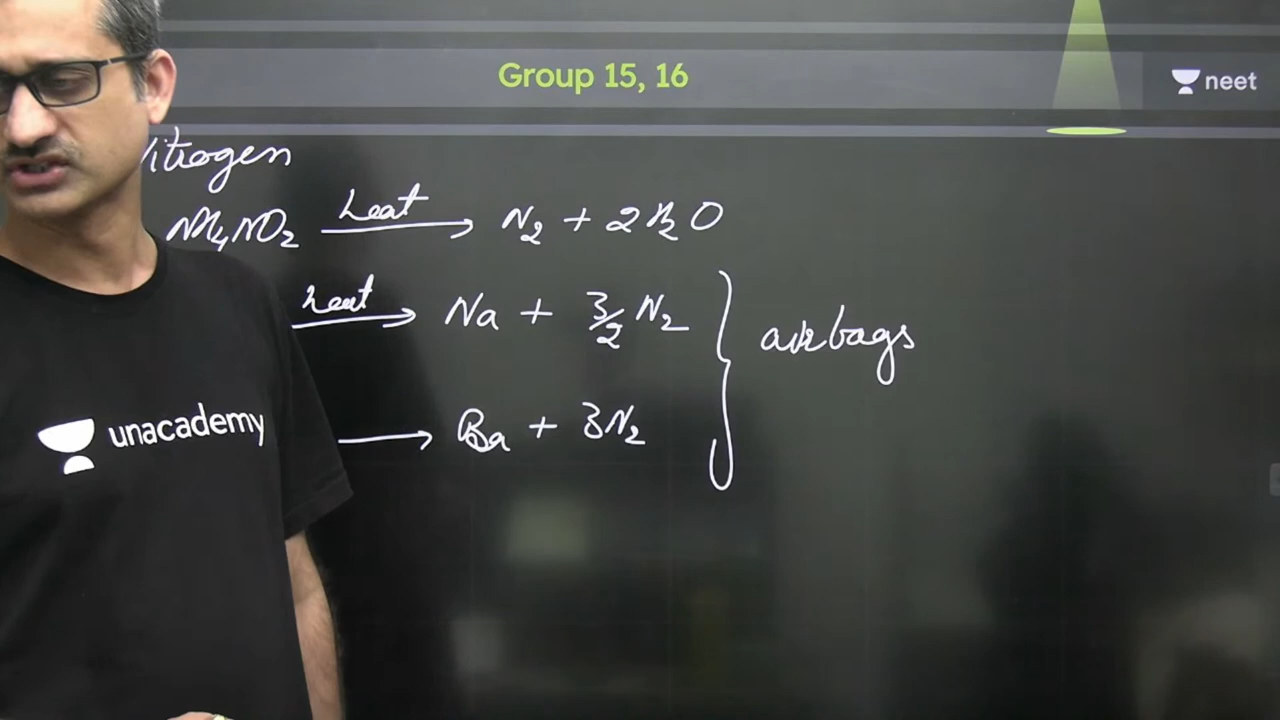 Group 15, 16
neet
itrogen
NH4NO2 heat → N2 + 2H2O
heat → Na + 3/2 N2
→ Ba + 3N2
airbags
unacademy